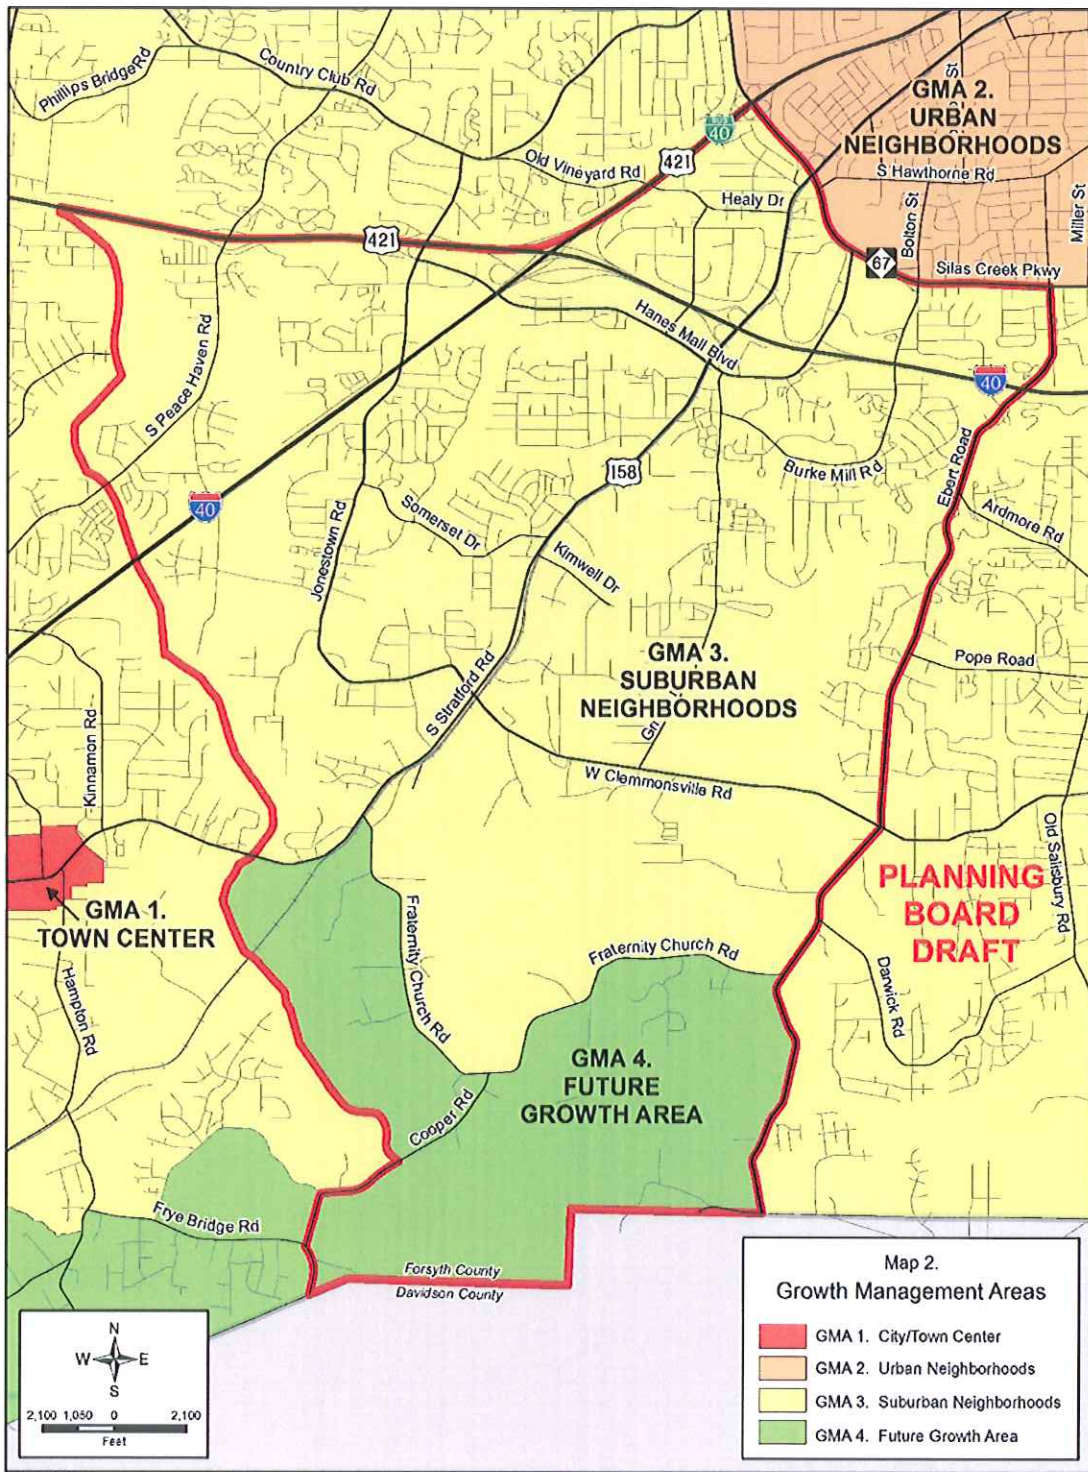 Phillips Bridge Rd
Country Club Rd
40
421
Old Vineyard Rd
Healy Dr
GMA 2.
URBAN
NEIGHBORHOODS
St
S Hawthorne Rd
Bolton St
Miller St
67
Silas Creek Pkwy
421
S Peace Haven Rd
Hanes Mall Blvd
40
40
158
Burke Mill Rd
Ebert Road
Ardmore Rd
Jonestown Rd
Somerset Dr
Kimwell Dr
GMA 3.
SUBURBAN
NEIGHBORHOODS
Pope Road
S Stratford Rd
Kinnamon Rd
W Clemmonsville Rd
Old Salisbury Rd
GMA 1.
TOWN CENTER
PLANNING
BOARD
DRAFT
Hampton Rd
Fraternity Church Rd
Fraternity Church Rd
Darwick Rd
GMA 4.
FUTURE
GROWTH AREA
Cooper Rd
Frye Bridge Rd
Forsyth County
Davidson County
N
W E
S
2,100 1,050 0 2,100
Feet
Map 2.
Growth Management Areas
GMA 1. City/Town Center
GMA 2. Urban Neighborhoods
GMA 3. Suburban Neighborhoods
GMA 4. Future Growth Area